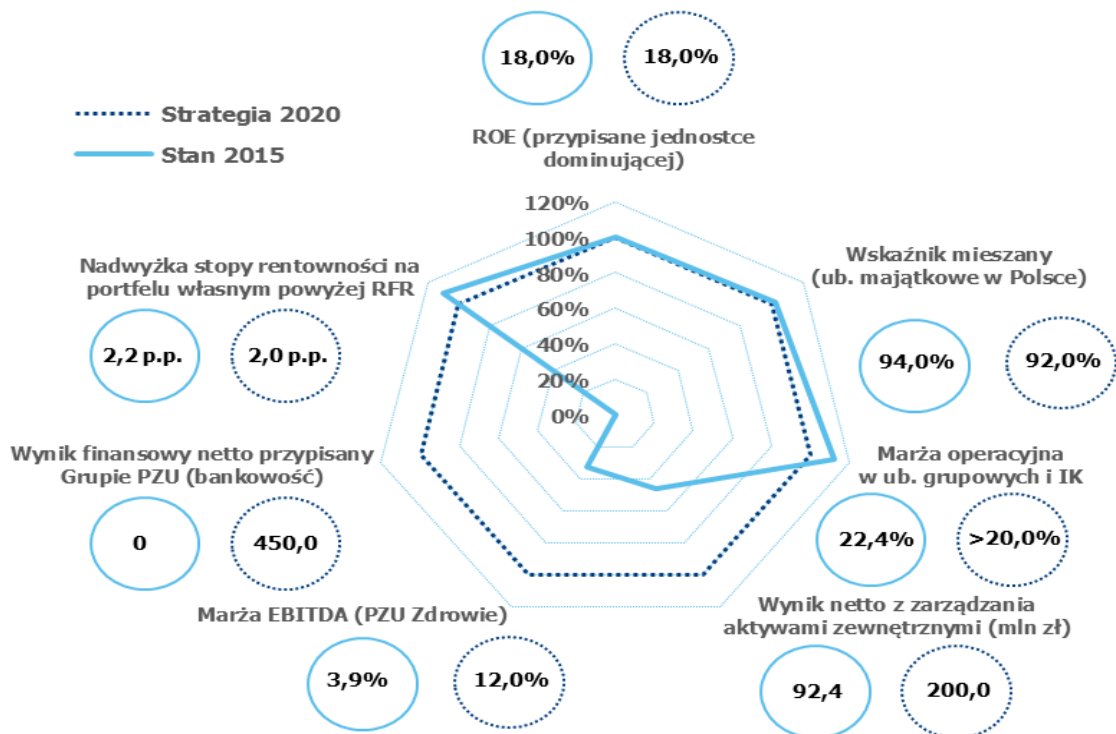 18,0%
18,0%
Strategia 2020
Stan 2015
ROE (przypisane jednostce
dominującej)
120%
100%
80%
60%
40%
20%
0%
Wskaźnik mieszany
(ub. majątkowe w Polsce)
94,0%
92,0%
Marża operacyjna
w ub. grupowych i IK
22,4%
>20,0%
Wynik netto z zarządzania
aktywami zewnętrznymi (mln zł)
92,4
200,0
Marża EBITDA (PZU Zdrowie)
3,9%
12,0%
Wynik finansowy netto przypisany
Grupie PZU (bankowość)
0
450,0
Nadwyżka stopy rentowności na
portfelu własnym powyżej RFR
2,2 p.p.
2,0 p.p.